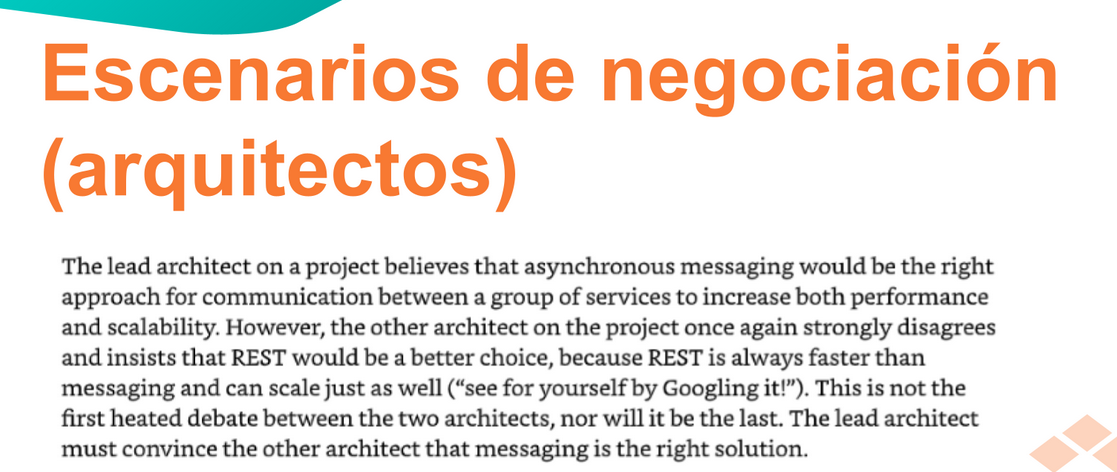 Escenarios de negociación
(arquitectos)
The lead architect on a project believes that asynchronous messaging would be the right
approach for communication between a group of services to increase both performance
and scalability. However, the other architect on the project once again strongly disagrees
and insists that REST would be a better choice, because REST is always faster than
messaging and can scale just as well (“see for yourself by Googling it!”). This is not the
first heated debate between the two architects, nor will it be the last. The lead architect
must convince the other architect that messaging is the right solution.